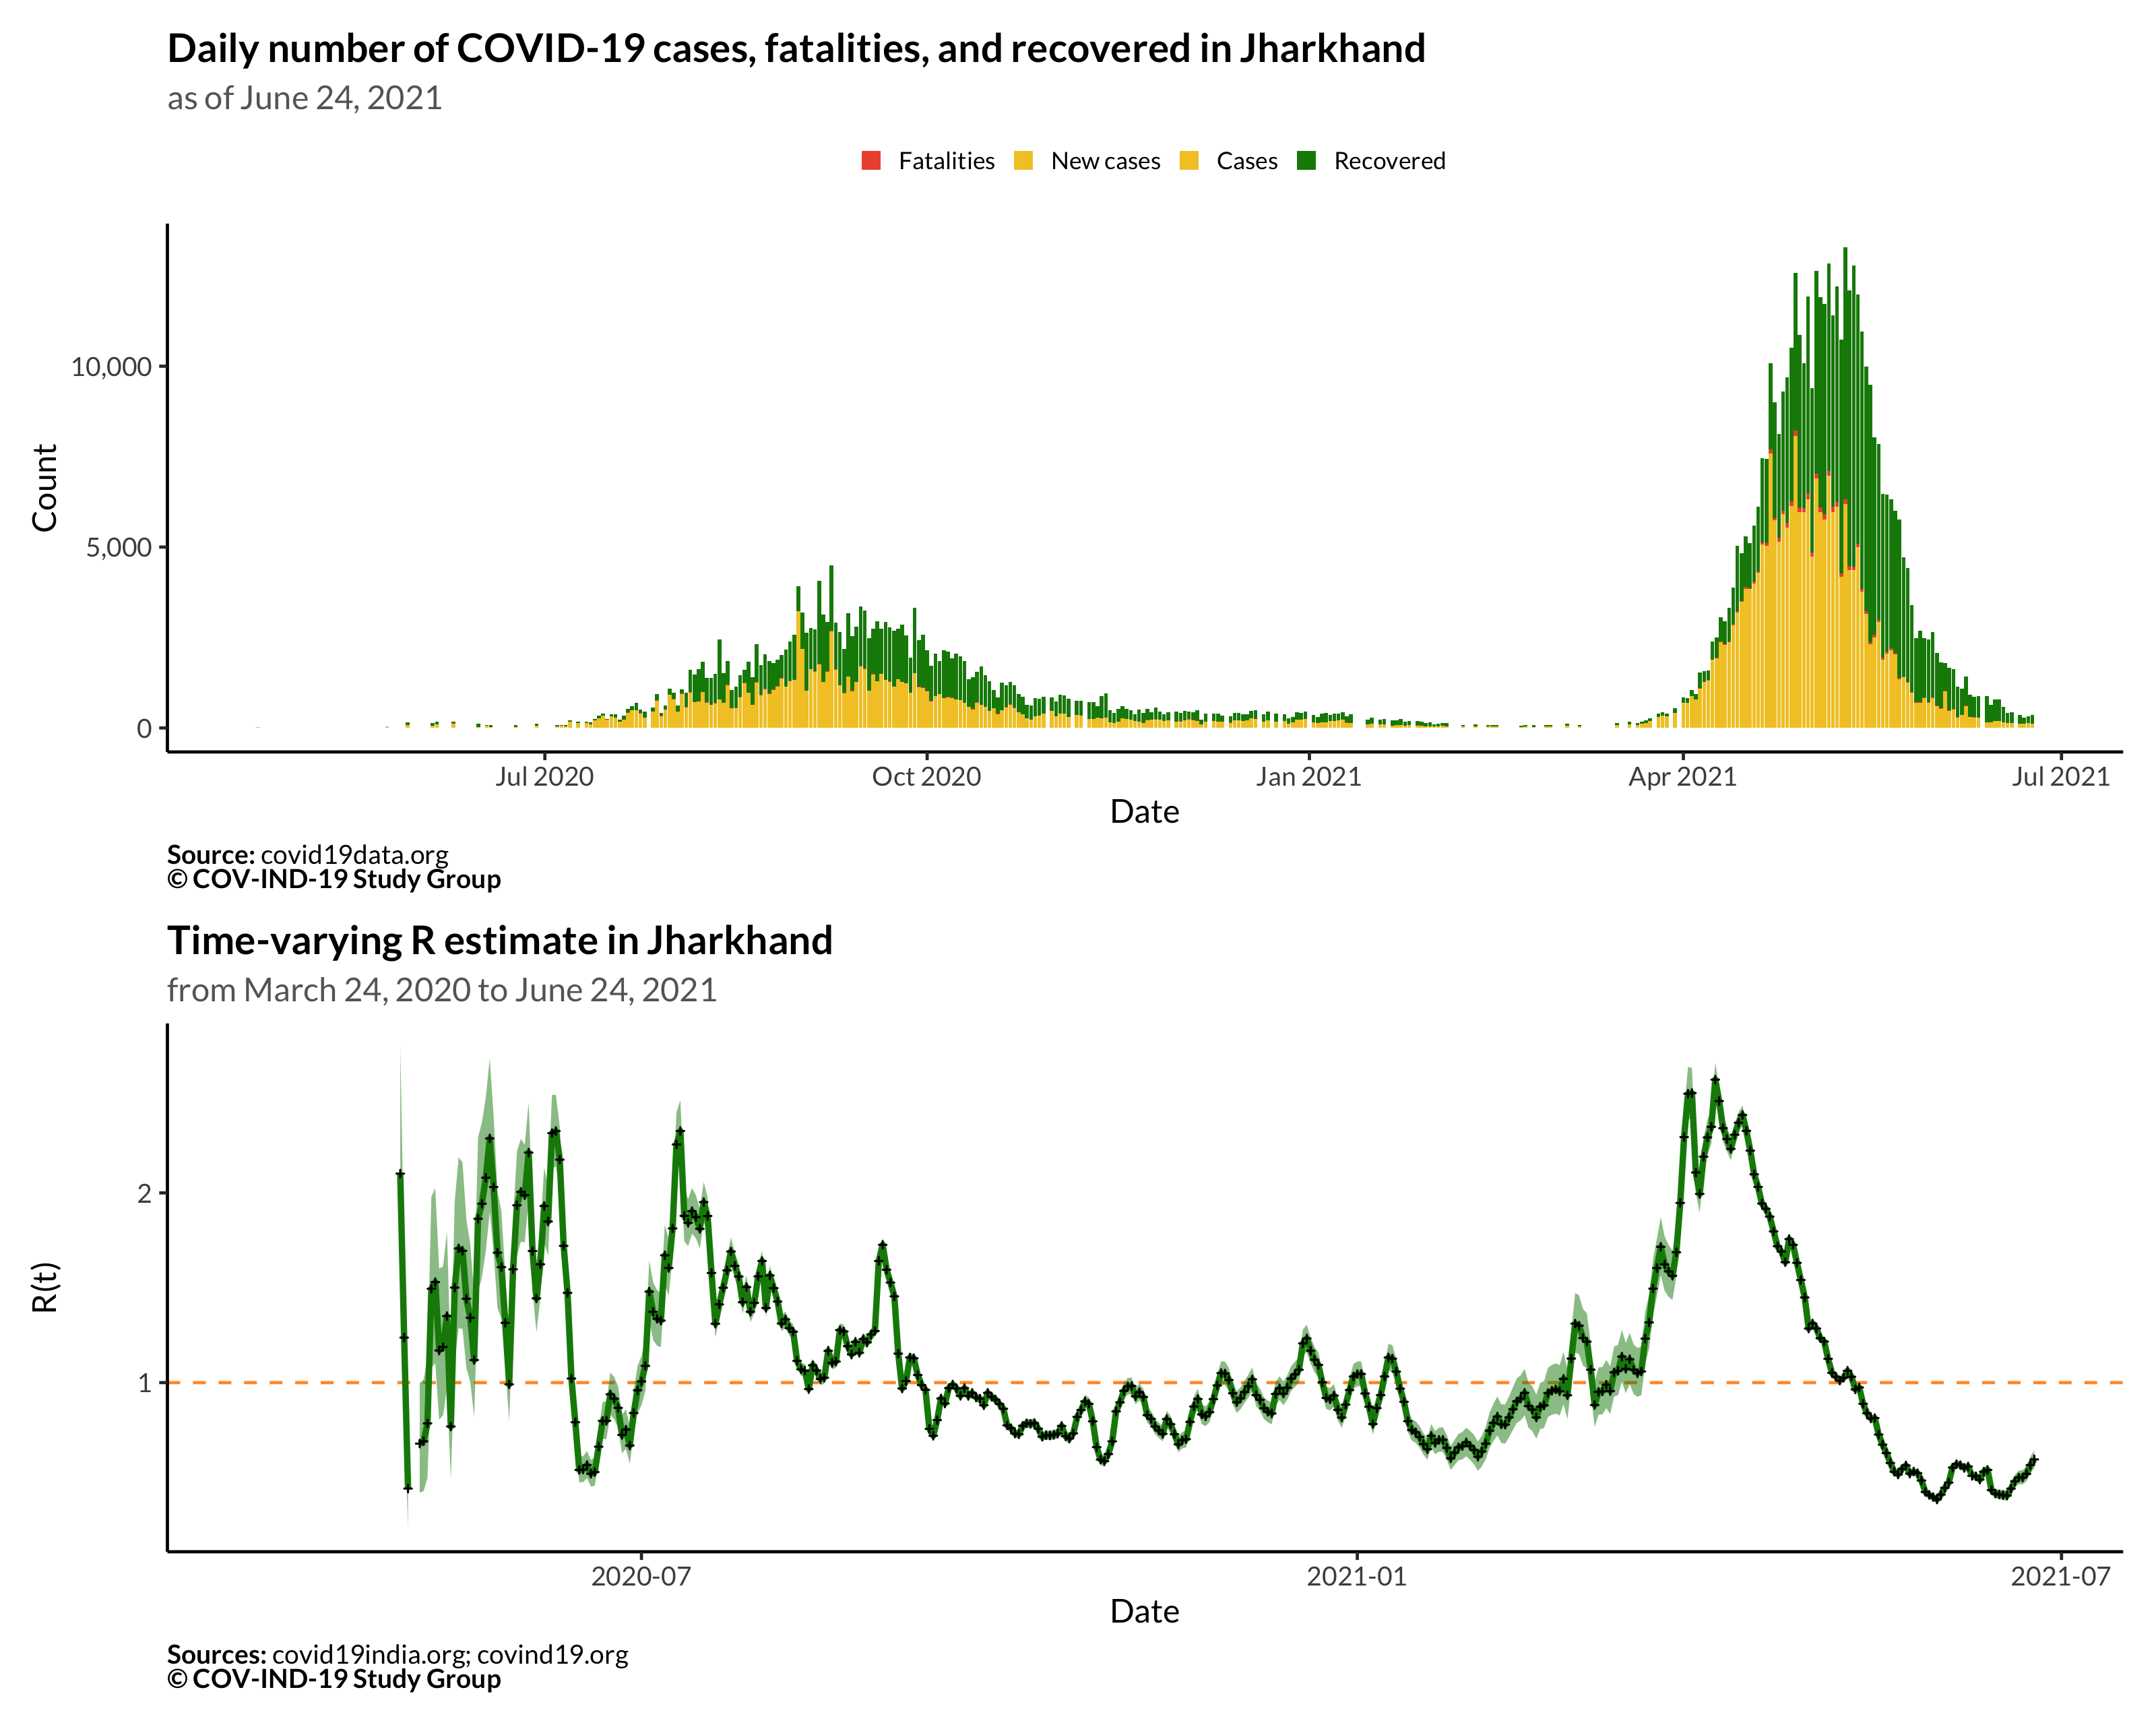 Daily number of COVID-19 cases, fatalities, and recovered in Jharkhand
as of June 24, 2021
Fatalities New cases Cases Recovered
10,000
5,000
0
Count
Jul 2020 Oct 2020 Jan 2021 Apr 2021 Jul 2021
Date
Source: covid19data.org
© COV-IND-19 Study Group
Time-varying R estimate in Jharkhand
from March 24, 2020 to June 24, 2021
2
1
R(t)
2020-07 2021-01 2021-07
Date
Sources: covid19india.org; covind19.org
© COV-IND-19 Study Group